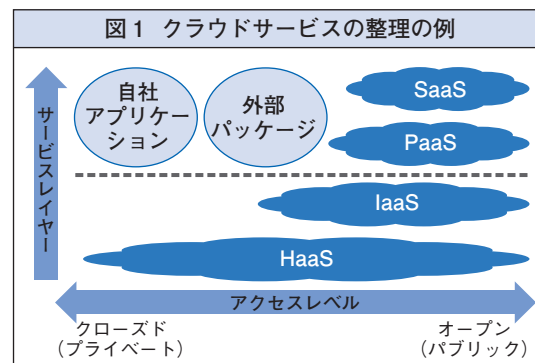 図1 クラウドサービスの整理の例
サービスレイヤー
自社
アプリケー
ション
外部
パッケージ
SaaS
PaaS
IaaS
HaaS
アクセスレベル
クローズド
（プライベート）
オープン
（パブリック）